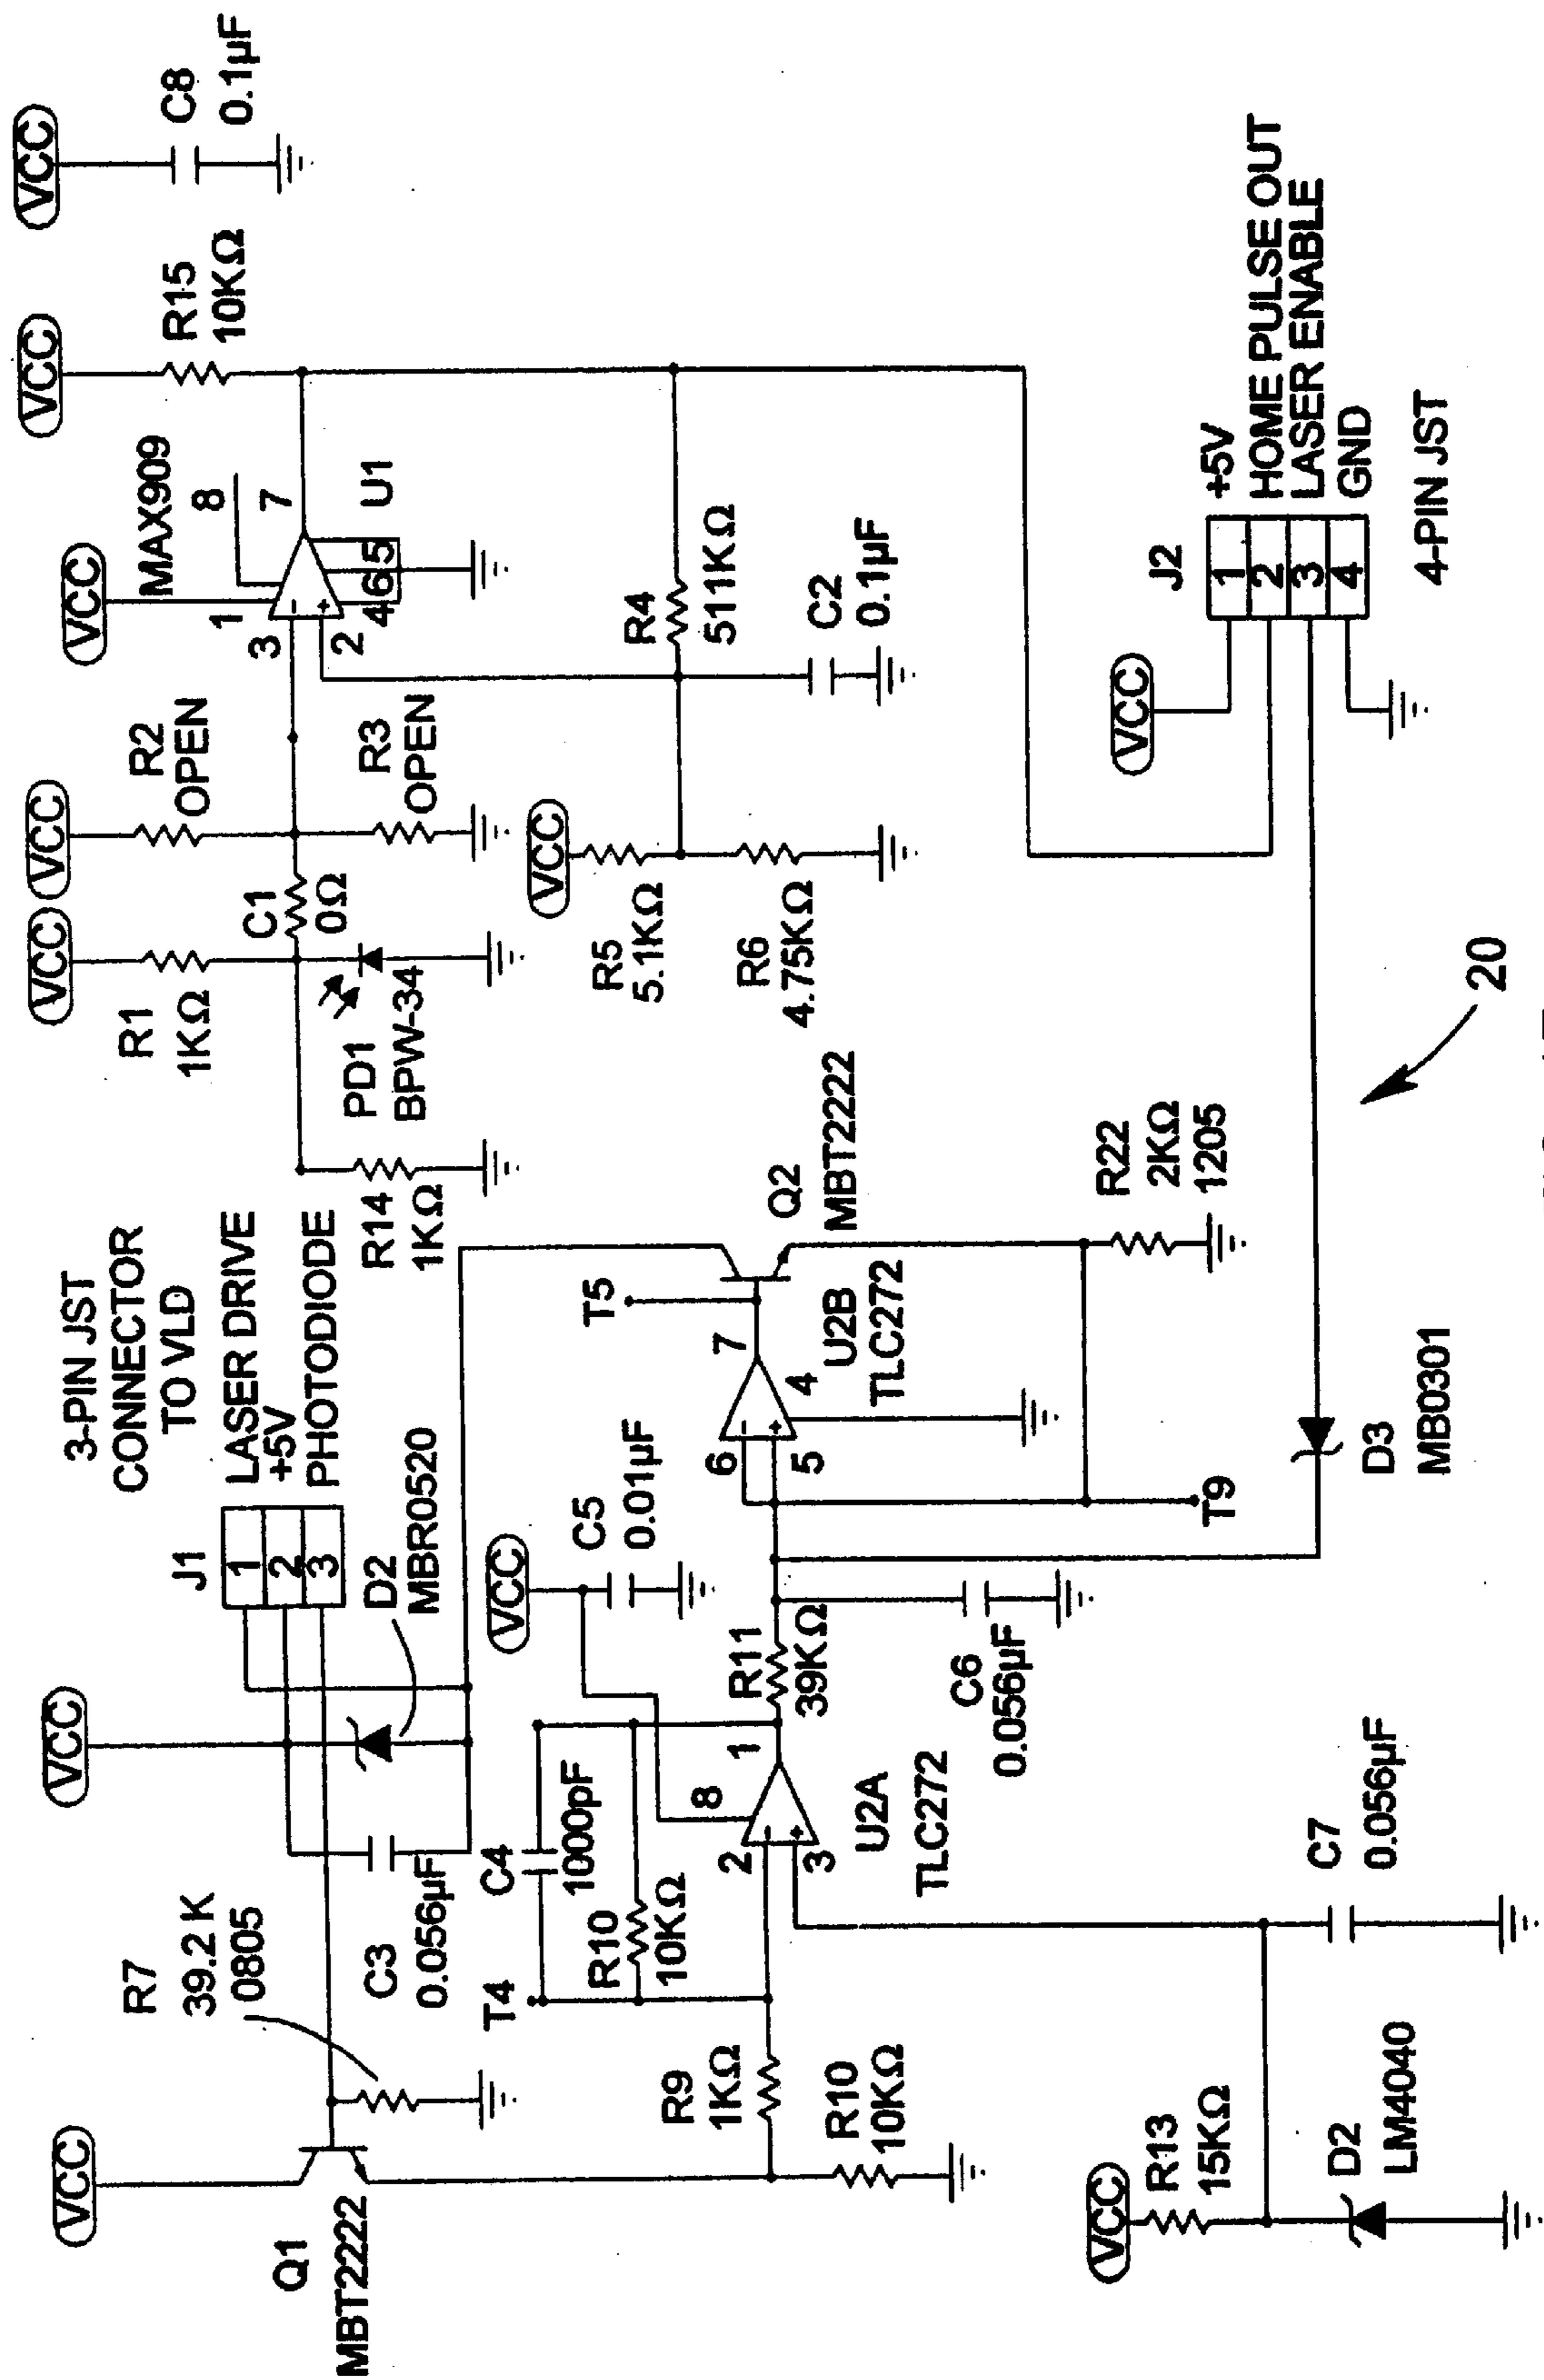 VCC
C8
0.1µF
VCC
R15
10KΩ
VCC
MAX909
1
8
7
3
2
4
6
5
U1
VCC
R2
OPEN
R3
OPEN
VCC
R1
1KΩ
C1
0Ω
PD1
BPW-34
R14
1KΩ
R4
511KΩ
C2
0.1µF
VCC
R5
5.1KΩ
R6
4.75KΩ
J2
1
2
3
4
+5V
HOME PULSE OUT
LASER ENABLE
GND
4-PIN JST
VCC
3-PIN JST
CONNECTOR
TO VLD
LASER DRIVE
+5V
PHOTODIODE
J1
1
2
3
VCC
D2
MBR0520
C3
0.056µF
R7
39.2 K
0805
VCC
Q1
MBT2222
VCC
C5
0.01µF
T5
Q2
MBT2222
U2B
TLC272
7
6
5
4
R22
2KΩ
1205
T9
D3
MB0301
20
C4
1000pF
R10
10KΩ
T4
8
1
2
3
U2A
TLC272
R11
39KΩ
C6
0.056µF
R9
1KΩ
R10
10KΩ
VCC
R13
15KΩ
D2
LM4040
C7
0.056µF